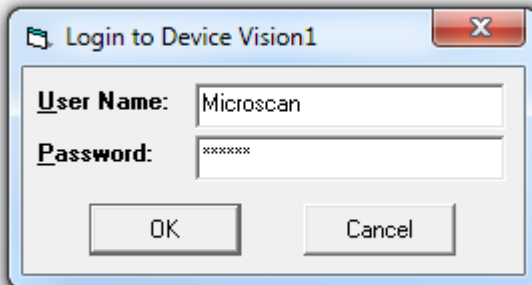 Login to Device Vision1
User Name: Microscan
Password: ******
OK Cancel